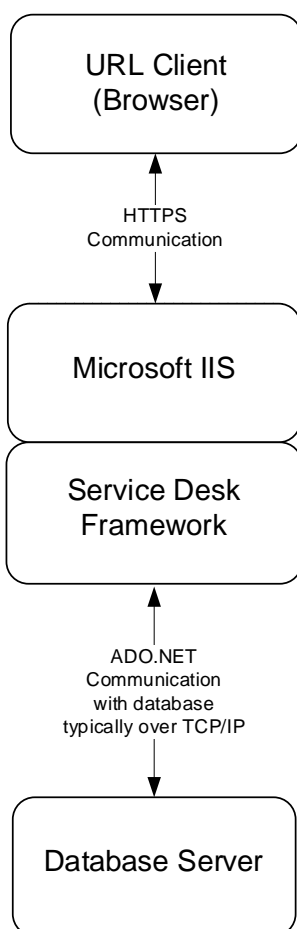 URL Client
(Browser)
HTTPS
Communication
Microsoft IIS
Service Desk
Framework
ADO.NET
Communication
with database
typically over TCP/IP
Database Server